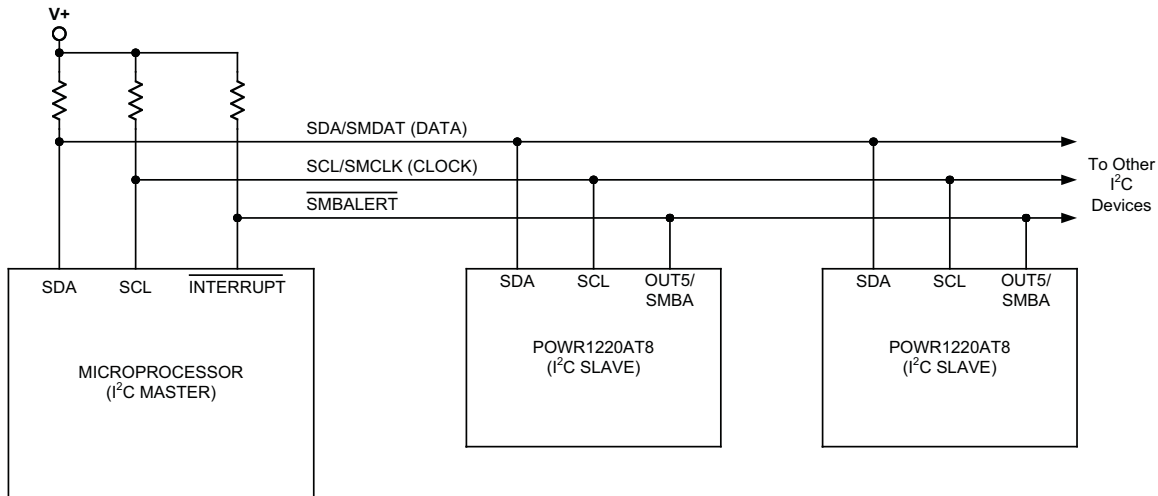 V+
SDA/SMDAT (DATA)
SCL/SMCLK (CLOCK)
SMBALERT
To Other
I²C
Devices
SDA SCL INTERRUPT
MICROPROCESSOR
(I²C MASTER)
SDA SCL OUT5/
SMBA
POWR1220AT8
(I²C SLAVE)
SDA SCL OUT5/
SMBA
POWR1220AT8
(I²C SLAVE)